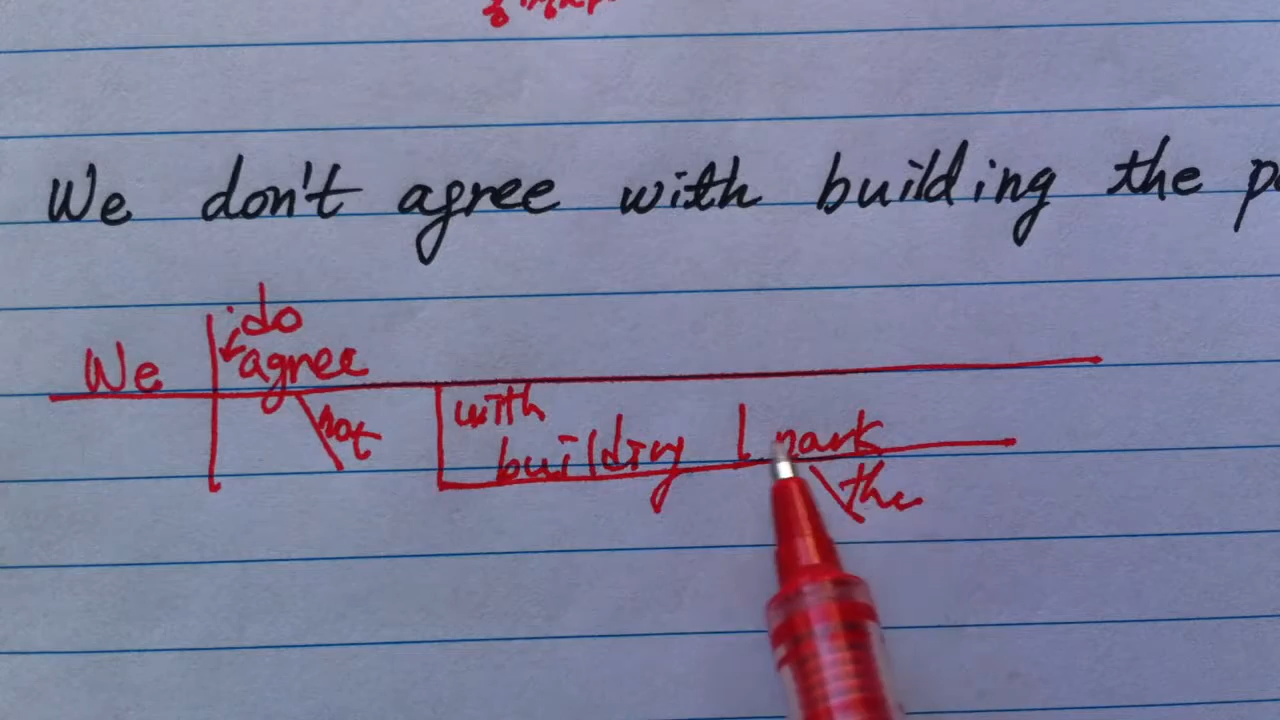 We don't agree with building the
do
We agree
not
with
building park
the